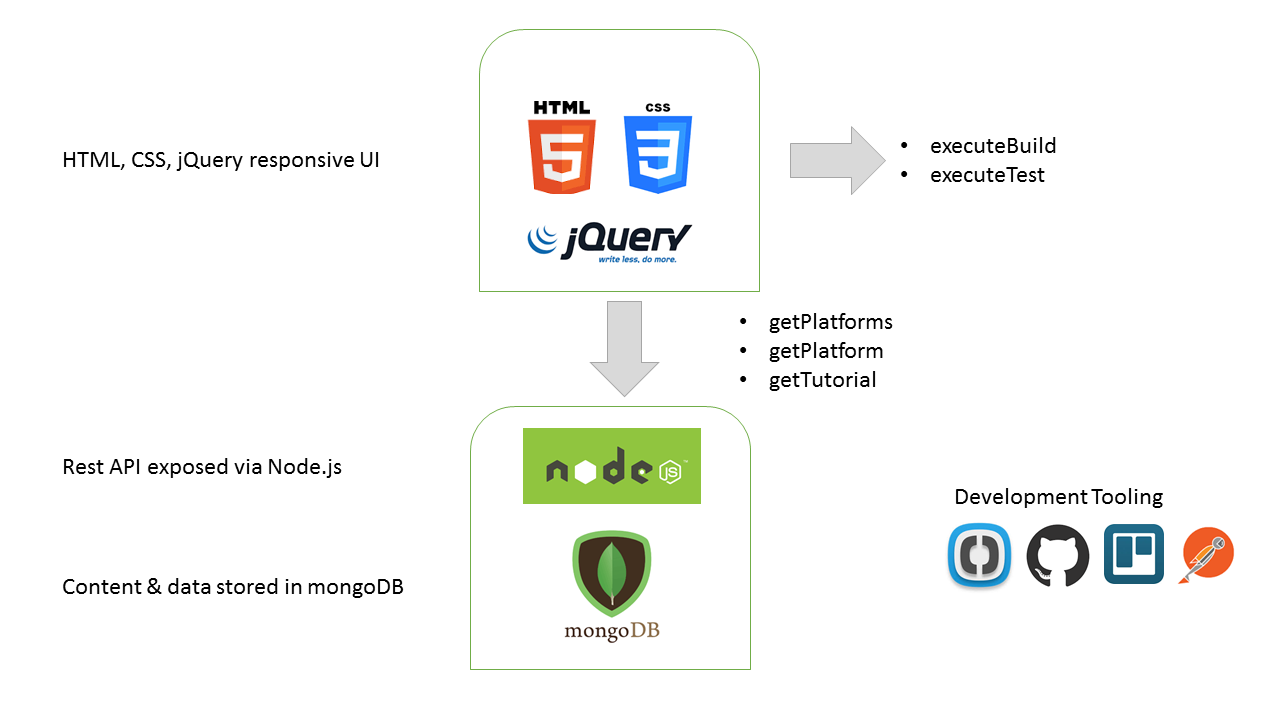 HTML
CSS
5
3
HTML, CSS, jQuery responsive UI
jQuery
write less, do more.
• executeBuild
• executeTest
• getPlatforms
• getPlatform
• getTutorial
node
JS
™
Rest API exposed via Node.js
Development Tooling
Content & data stored in mongoDB
mongoDB